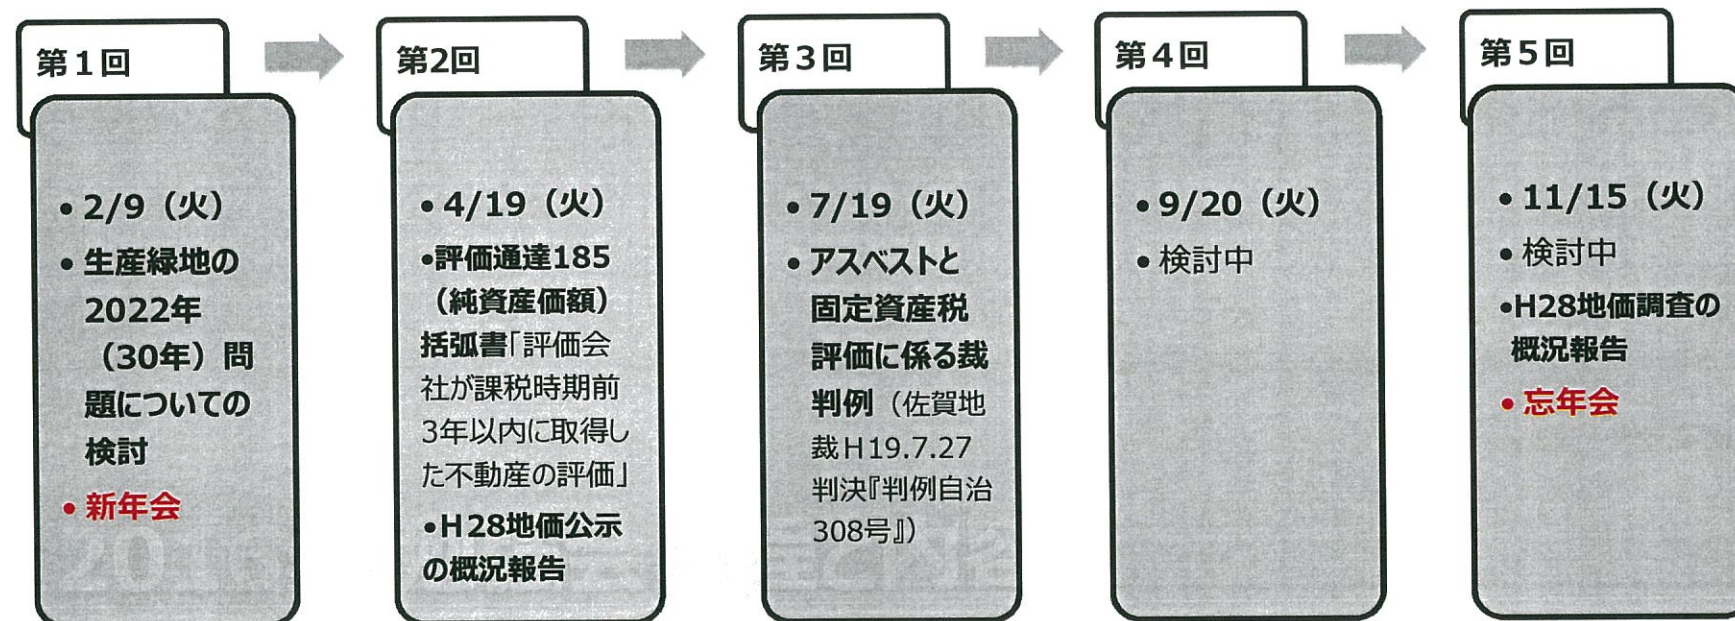 第１回
• 2/9（火）
• 生産緑地の
2022年
（30年）問
題についての
検討
• 新年会
第2回
• 4/19（火）
•評価通達185
（純資産価額）
括弧書「評価会
社が課税時期前
3年以内に取得し
た不動産の評価」
•Ｈ28地価公示
の概況報告
第３回
• 7/19（火）
• アスベストと
固定資産税
評価に係る裁
判例（佐賀地
裁Ｈ19.7.27
判決『判例自治
308号』）
第４回
• 9/20（火）
• 検討中
第５回
• 11/15（火）
• 検討中
•H28地価調査の
概況報告
• 忘年会